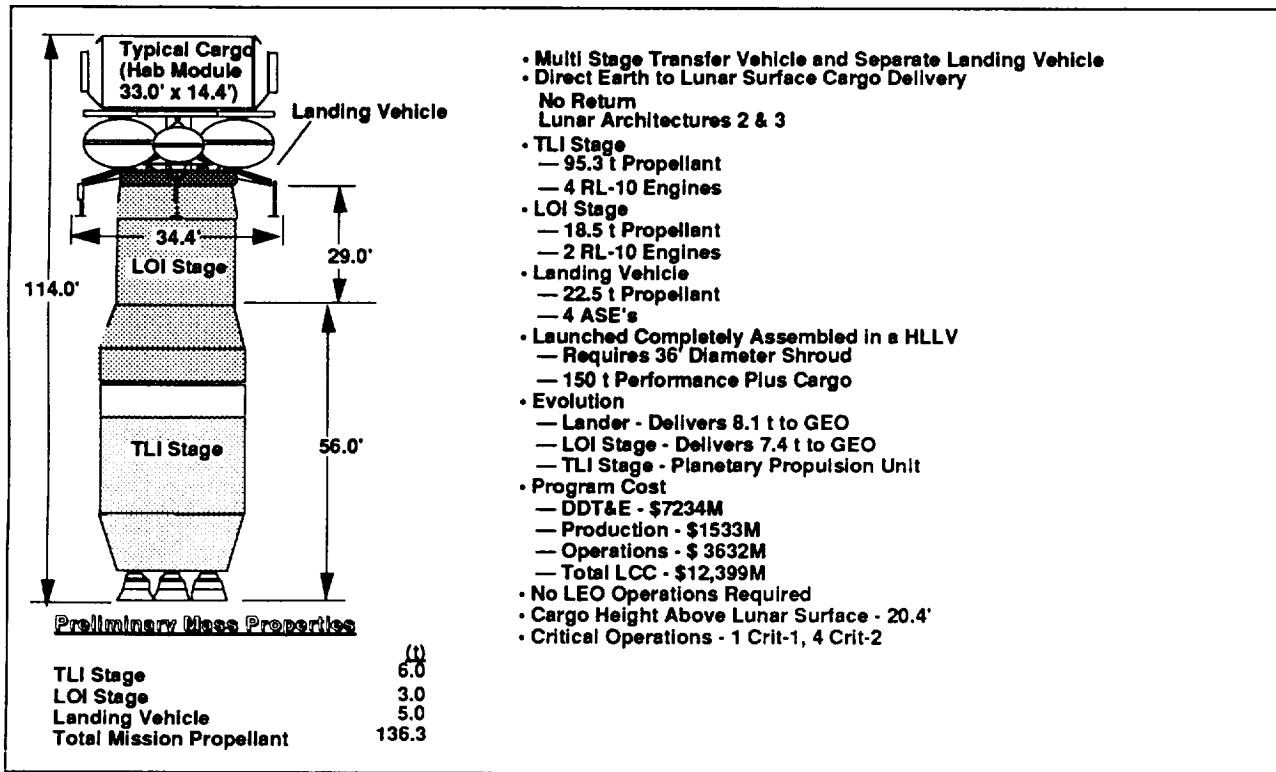 Typical Cargo
(Hab Module
33.0' x 14.4')
Landing Vehicle
34.4'
LOI Stage
29.0'
114.0'
TLI Stage
56.0'
Preliminary Mass Properties
(t)
TLI Stage 6.0
LOI Stage 3.0
Landing Vehicle 5.0
Total Mission Propellant 136.3
• Multi Stage Transfer Vehicle and Separate Landing Vehicle
• Direct Earth to Lunar Surface Cargo Delivery
No Return
Lunar Architectures 2 & 3
• TLI Stage
— 95.3 t Propellant
— 4 RL-10 Engines
• LOI Stage
— 18.5 t Propellant
— 2 RL-10 Engines
• Landing Vehicle
— 22.5 t Propellant
— 4 ASE's
• Launched Completely Assembled in a HLLV
— Requires 36' Diameter Shroud
— 150 t Performance Plus Cargo
• Evolution
— Lander - Delivers 8.1 t to GEO
— LOI Stage - Delivers 7.4 t to GEO
— TLI Stage - Planetary Propulsion Unit
• Program Cost
— DDT&E - $7234M
— Production - $1533M
— Operations - $ 3632M
— Total LCC - $12,399M
• No LEO Operations Required
• Cargo Height Above Lunar Surface - 20.4'
• Critical Operations - 1 Crit-1, 4 Crit-2